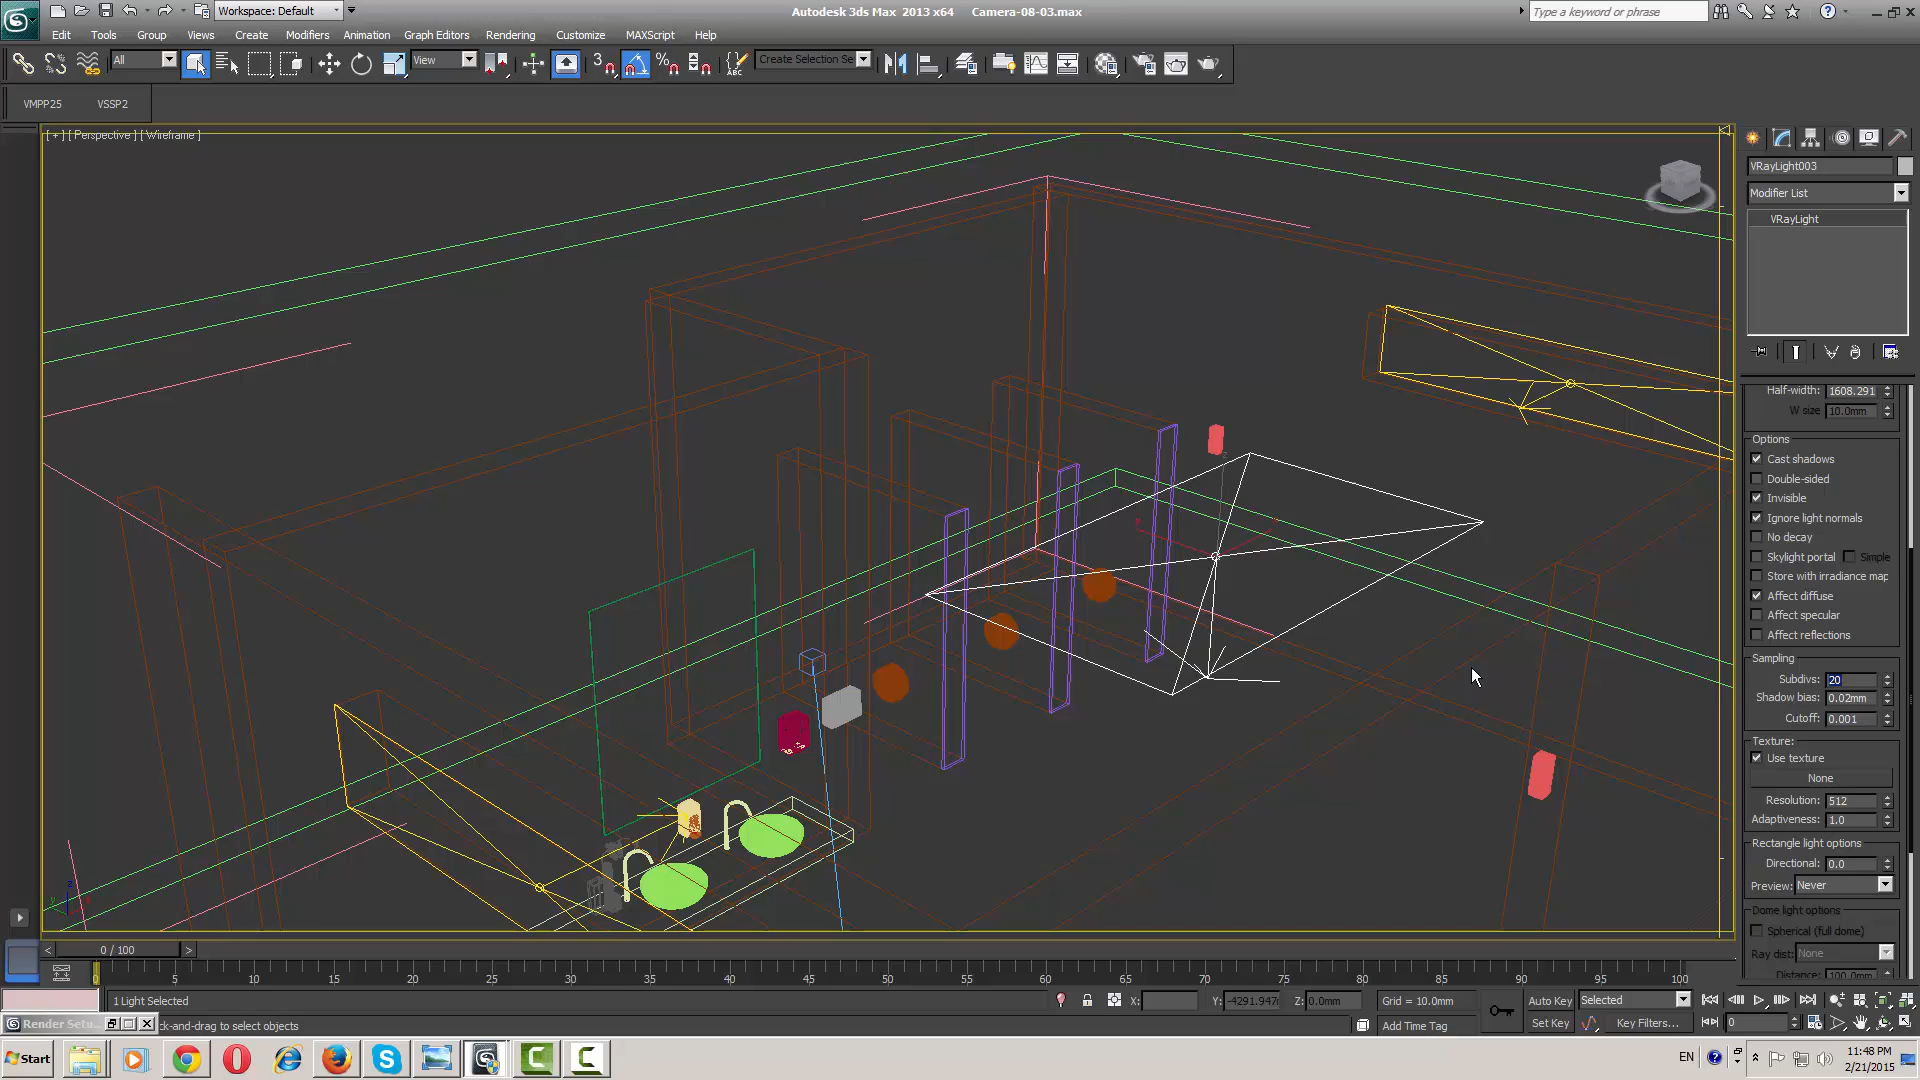 Workspace: Default
Autodesk 3ds Max 2013 x64 Camera-08-03.max
Type a keyword or phrase
Edit Tools Group Views Create Modifiers Animation Graph Editors Rendering Customize MAXScript Help
All
View
3
Create Selection Se
VMPP25 VSSP2
[ + ] [ Perspective ] [ Wireframe ]
VRayLight003
Modifier List
VRayLight
Half-width: 1608.291
W size 10.0mm
Options
Cast shadows
Double-sided
Invisible
Ignore light normals
No decay
Skylight portal Simple
Store with irradiance map
Affect diffuse
Affect specular
Affect reflections
Sampling
Subdivs: 20
Shadow bias: 0.02mm
Cutoff: 0.001
Texture:
Use texture
None
Resolution: 512
Adaptiveness: 1.0
Rectangle light options
Directional: 0.0
Preview: Never
Dome light options
Spherical (full dome)
Ray dist: None
Distance: 100.0mm
< 0 / 100 >
0 5 10 15 20 25 30 35 40 45 50 55 60 65 70 75 80 85 90 95 100
1 Light Selected X: Y: -4291.947 Z: 0.0mm Grid = 10.0mm Auto Key Selected
Render Setu... ck-and-drag to select objects Add Time Tag Set Key Key Filters... 0
Start
EN
11:48 PM
2/21/2015